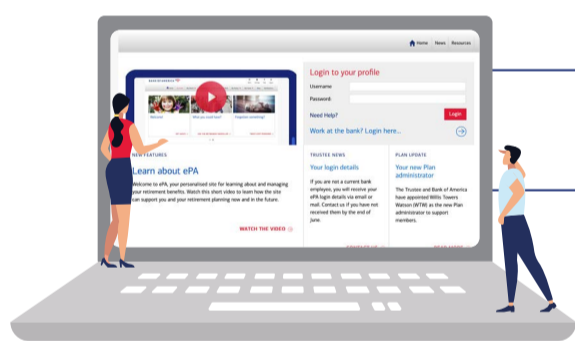 Home News Resources
Login to your profile
Username
Password:
Need Help?
Login
Work at the bank? Login here...
Welcome!
NEW FEATURES
Learn about ePA
Welcome to ePA, your personalised site for learning about and managing
your retirement benefits. Watch this short video to learn how the site
can support you and your retirement planning now and in the future.
WATCH THE VIDEO
TRUSTEE NEWS
Your login details
If you are not a current bank
employee, you will receive your
ePA login details via email or
mail. Contact us if you have not
received them by the end of
June.
CONTACT US
PLAN UPDATE
Your new Plan
administrator
The Trustee and Bank of America
have appointed Willis Towers
Watson (WTW) as the new Plan
administrator to support
members.
READ MORE